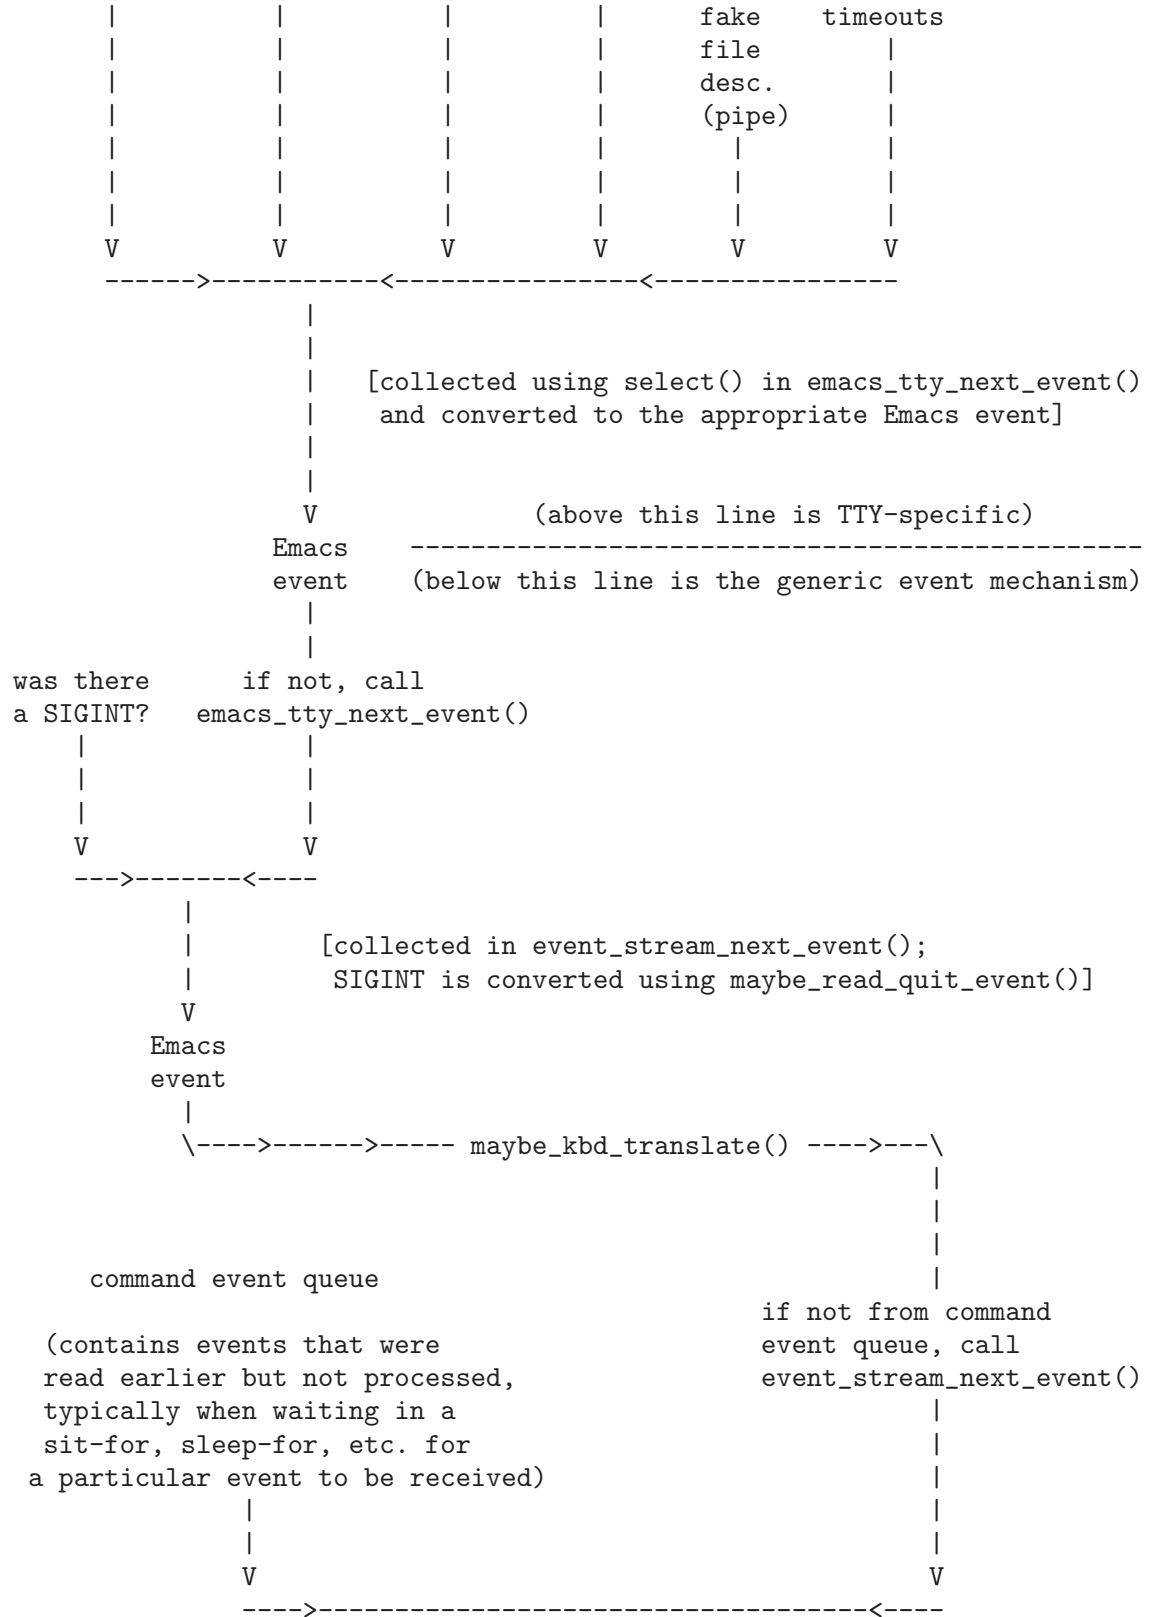 |            |            |           |       fake    timeouts
|            |            |           |       file        |
|            |            |           |       desc.       |
|            |            |           |       (pipe)      |
|            |            |           |         |         |
|            |            |           |         |         |
|            |            |           |         |         |
V            V            V           V         V         V
------>-----------<----------------<----------------
|
|
|    [collected using select() in emacs_tty_next_event()
|     and converted to the appropriate Emacs event]
|
|
V               (above this line is TTY-specific)
Emacs     ------------------------------------------------
event     (below this line is the generic event mechanism)
|
|
was there       if not, call
a SIGINT?    emacs_tty_next_event()
|               |
|               |
|               |
V               V
--->-------<----
|
|         [collected in event_stream_next_event();
|          SIGINT is converted using maybe_read_quit_event()]
V
Emacs
event
|
\---->------>----- maybe_kbd_translate() ---->---\
|
|
|
command event queue                                    |
if not from command
(contains events that were                     event queue, call
read earlier but not processed,                event_stream_next_event()
typically when waiting in a                               |
sit-for, sleep-for, etc. for                              |
a particular event to be received)                         |
|                                            |
|                                            |
V                                            V
---->------------------------------------<----